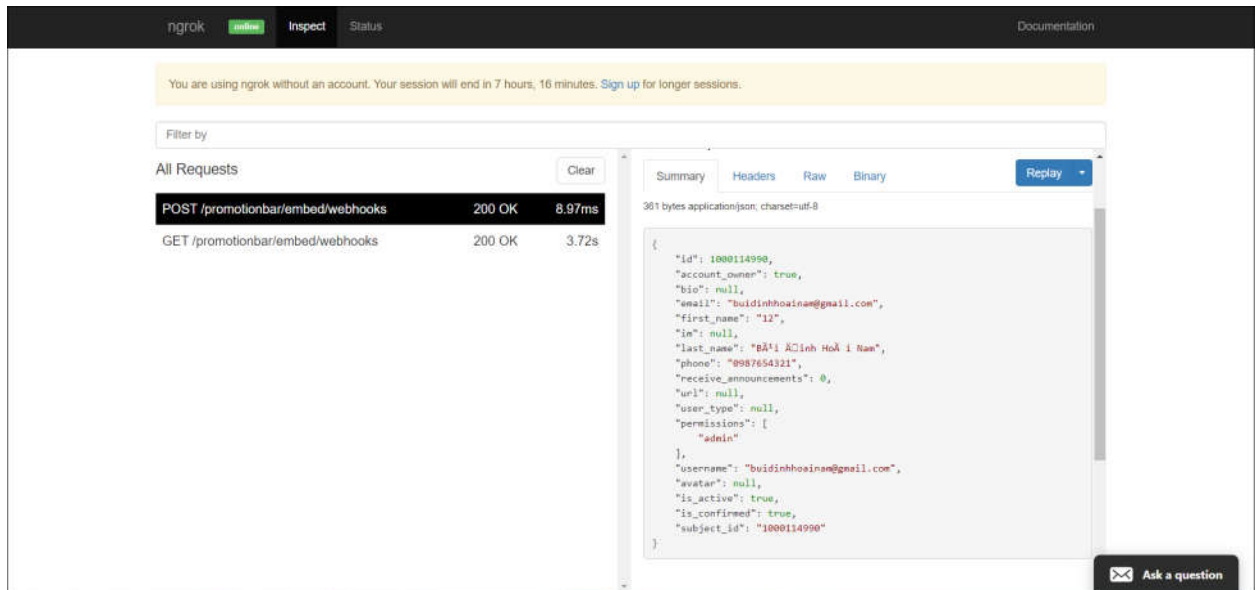 ngrok online Inspect Status Documentation
You are using ngrok without an account. Your session will end in 7 hours, 16 minutes. Sign up for longer sessions.
Filter by
All Requests Clear
POST /promotionbar/embed/webhooks 200 OK 8.97ms
GET /promotionbar/embed/webhooks 200 OK 3.72s
Summary Headers Raw Binary Replay
361 bytes application/json; charset=utf-8
{
"id": 1000114990,
"account_owner": true,
"bio": null,
"email": "buidinhhoainam@gmail.com",
"first_name": "12",
"im": null,
"last_name": "BÃ¹i Ä□inh HoÃ i Nam",
"phone": "0987654321",
"receive_announcements": 0,
"url": null,
"user_type": null,
"permissions": [
"admin"
],
"username": "buidinhhoainam@gmail.com",
"avatar": null,
"is_active": true,
"is_confirmed": true,
"subject_id": "1000114990"
}
Ask a question